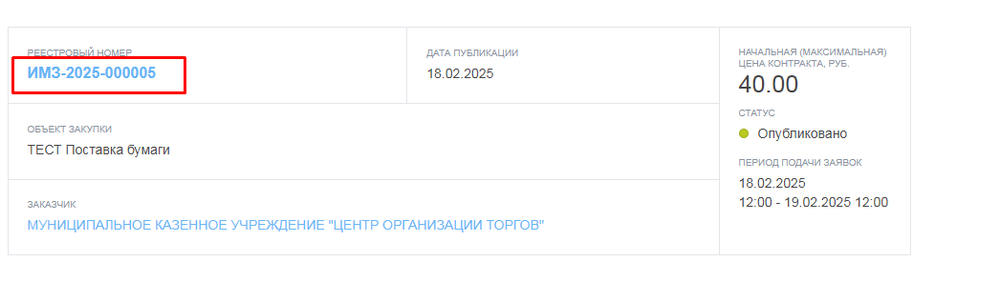 РЕЕСТРОВЫЙ НОМЕР
ИМЗ-2025-000005
ДАТА ПУБЛИКАЦИИ
18.02.2025
ОБЪЕКТ ЗАКУПКИ
ТЕСТ Поставка бумаги
ЗАКАЗЧИК
МУНИЦИПАЛЬНОЕ КАЗЕННОЕ УЧРЕЖДЕНИЕ "ЦЕНТР ОРГАНИЗАЦИИ ТОРГОВ"
НАЧАЛЬНАЯ (МАКСИМАЛЬНАЯ)
ЦЕНА КОНТРАКТА, РУБ.
40.00
СТАТУС
Опубликовано
ПЕРИОД ПОДАЧИ ЗАЯВОК
18.02.2025
12:00 - 19.02.2025 12:00